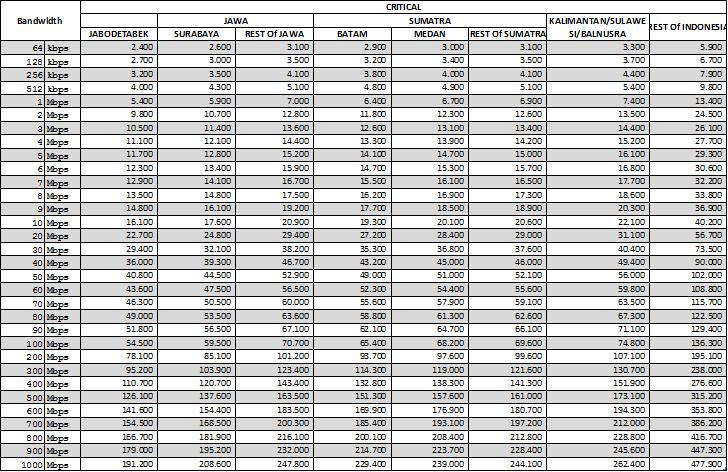 CRITICAL
Bandwidth JAWA SUMATRA KALIMANTAN/SULAWE SI/BALNUSRA REST Of INDONESIA
JABODETABEK SURABAYA REST Of JAWA BATAM MEDAN REST Of SUMATRA
64 kbps 2.400 2.600 3.100 2.900 3.000 3.100 3.300 5.900
128 kbps 2.700 3.000 3.500 3.200 3.400 3.500 3.700 6.700
256 kbps 3.200 3.500 4.100 3.800 4.000 4.100 4.400 7.900
512 kbps 4.000 4.300 5.100 4.800 4.900 5.100 5.400 9.800
1 Mbps 5.400 5.900 7.000 6.400 6.700 6.900 7.400 13.400
2 Mbps 9.800 10.700 12.800 11.800 12.300 12.600 13.500 24.500
3 Mbps 10.500 11.400 13.600 12.600 13.100 13.400 14.400 26.100
4 Mbps 11.100 12.100 14.400 13.300 13.900 14.200 15.200 27.700
5 Mbps 11.700 12.800 15.200 14.100 14.700 15.000 16.100 29.300
6 Mbps 12.300 13.400 15.900 14.700 15.300 15.700 16.800 30.600
7 Mbps 12.900 14.100 16.700 15.500 16.100 16.500 17.700 32.200
8 Mbps 13.500 14.800 17.500 16.200 16.900 17.300 18.600 33.800
9 Mbps 14.800 16.100 19.200 17.700 18.500 18.900 20.300 36.900
10 Mbps 16.100 17.600 20.900 19.300 20.100 20.600 22.100 40.200
20 Mbps 22.700 24.800 29.400 27.200 28.400 29.000 31.100 56.700
30 Mbps 29.400 32.100 38.200 35.300 36.800 37.600 40.400 73.500
40 Mbps 36.000 39.300 46.700 43.200 45.000 46.000 49.400 90.000
50 Mbps 40.800 44.500 52.900 49.000 51.000 52.100 56.000 102.000
60 Mbps 43.600 47.500 56.500 52.300 54.400 55.600 59.800 108.800
70 Mbps 46.300 50.500 60.000 55.600 57.900 59.100 63.500 115.700
80 Mbps 49.000 53.500 63.600 58.800 61.300 62.600 67.300 122.500
90 Mbps 51.800 56.500 67.100 62.100 64.700 66.100 71.100 129.400
100 Mbps 54.500 59.500 70.700 65.400 68.200 69.600 74.800 136.300
200 Mbps 78.100 85.100 101.200 93.700 97.600 99.600 107.100 195.100
300 Mbps 95.200 103.900 123.400 114.300 119.000 121.600 130.700 238.000
400 Mbps 110.700 120.700 143.400 132.800 138.300 141.300 151.900 276.600
500 Mbps 126.100 137.600 163.500 151.300 157.600 161.000 173.100 315.200
600 Mbps 141.600 154.400 183.500 169.900 176.900 180.700 194.300 353.800
700 Mbps 154.500 168.500 200.300 185.400 193.100 197.200 212.000 386.200
800 Mbps 166.700 181.900 216.100 200.100 208.400 212.800 228.800 416.700
900 Mbps 179.000 195.200 232.000 214.700 223.700 228.400 245.600 447.300
1000 Mbps 191.200 208.600 247.800 229.400 239.000 244.100 262.400 477.900